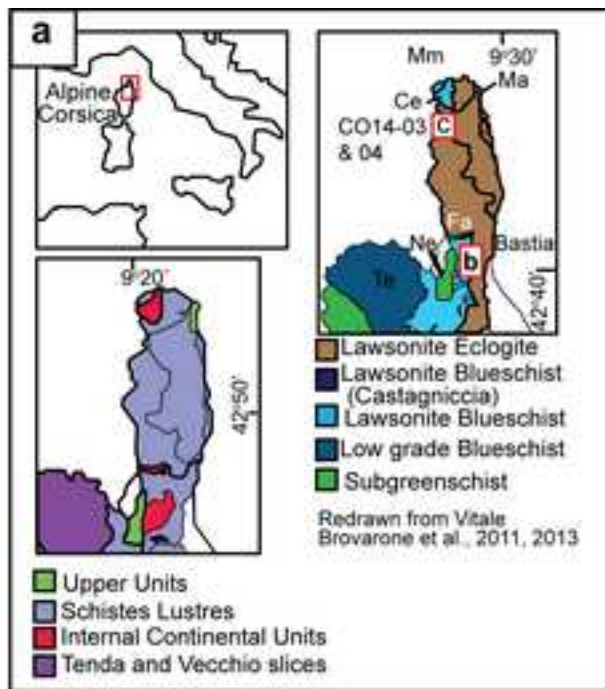 a
Alpine
Corsica
9°20'
42°50'
Upper Units
Schistes Lustres
Internal Continental Units
Tenda and Vecchio slices
9°30'
Mm
Ma
Ce
CO14-03
& 04
c
Fa
Ne
Bastia
b
Te
42°40'
Lawsonite Eclogite
Lawsonite Blueschist
(Castagniccia)
Lawsonite Blueschist
Low grade Blueschist
Subgreenschist
Redrawn from Vitale
Brovarone et al., 2011, 2013